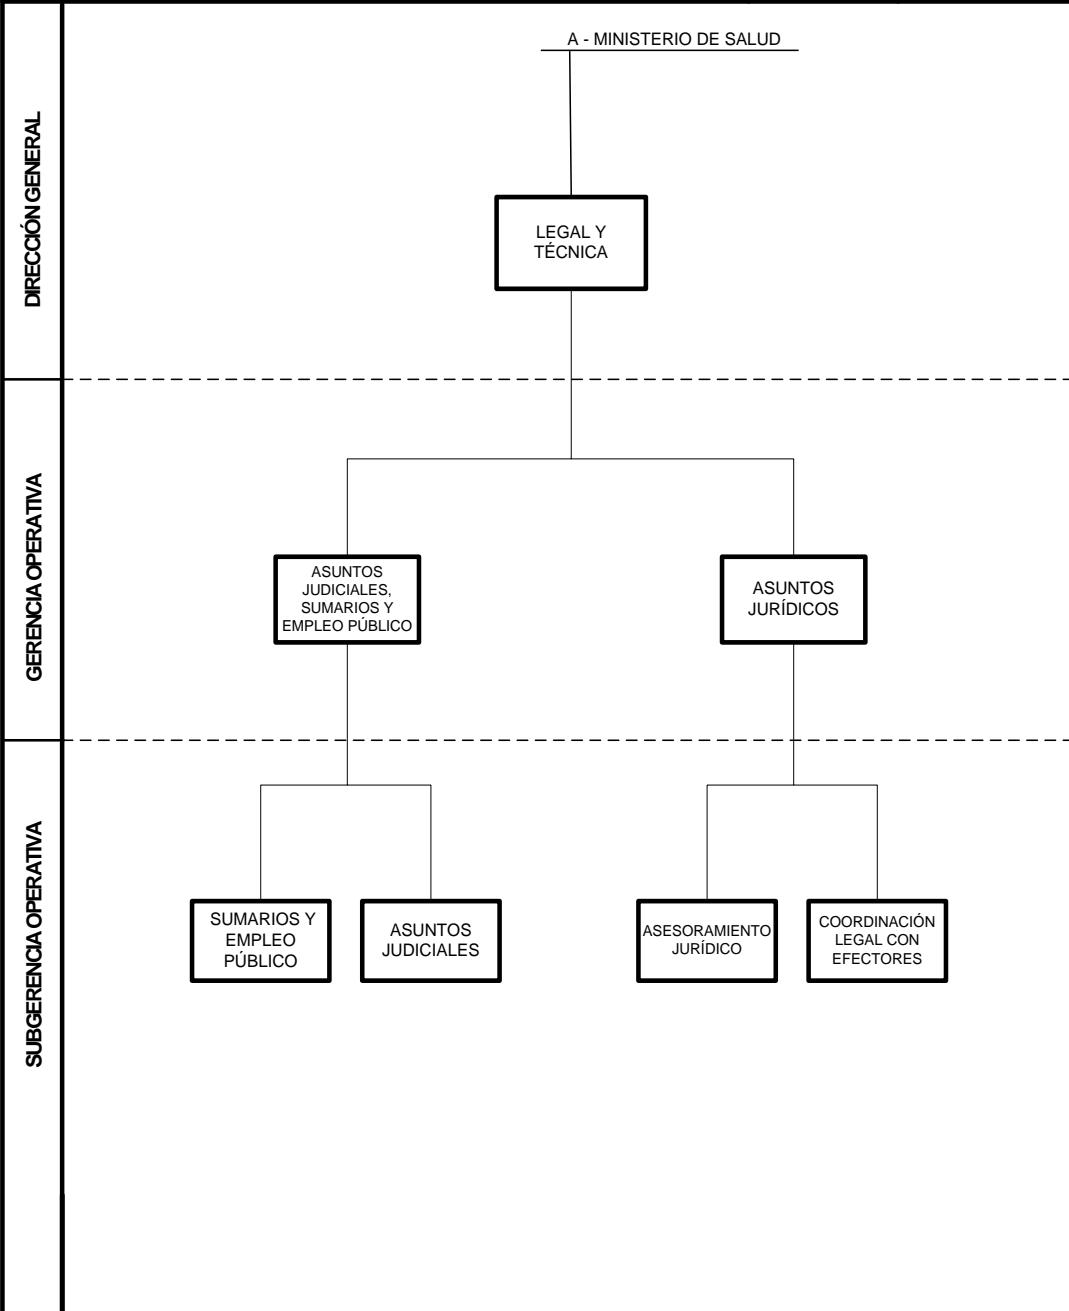 A - MINISTERIO DE SALUD
DIRECCIÓN GENERAL
LEGAL Y
TÉCNICA
GERENCIA OPERATIVA
ASUNTOS
JUDICIALES,
SUMARIOS Y
EMPLEO PÚBLICO
ASUNTOS
JURÍDICOS
SUBGERENCIA OPERATIVA
SUMARIOS Y
EMPLEO
PÚBLICO
ASUNTOS
JUDICIALES
ASESORAMIENTO
JURÍDICO
COORDINACIÓN
LEGAL CON
EFECTORES